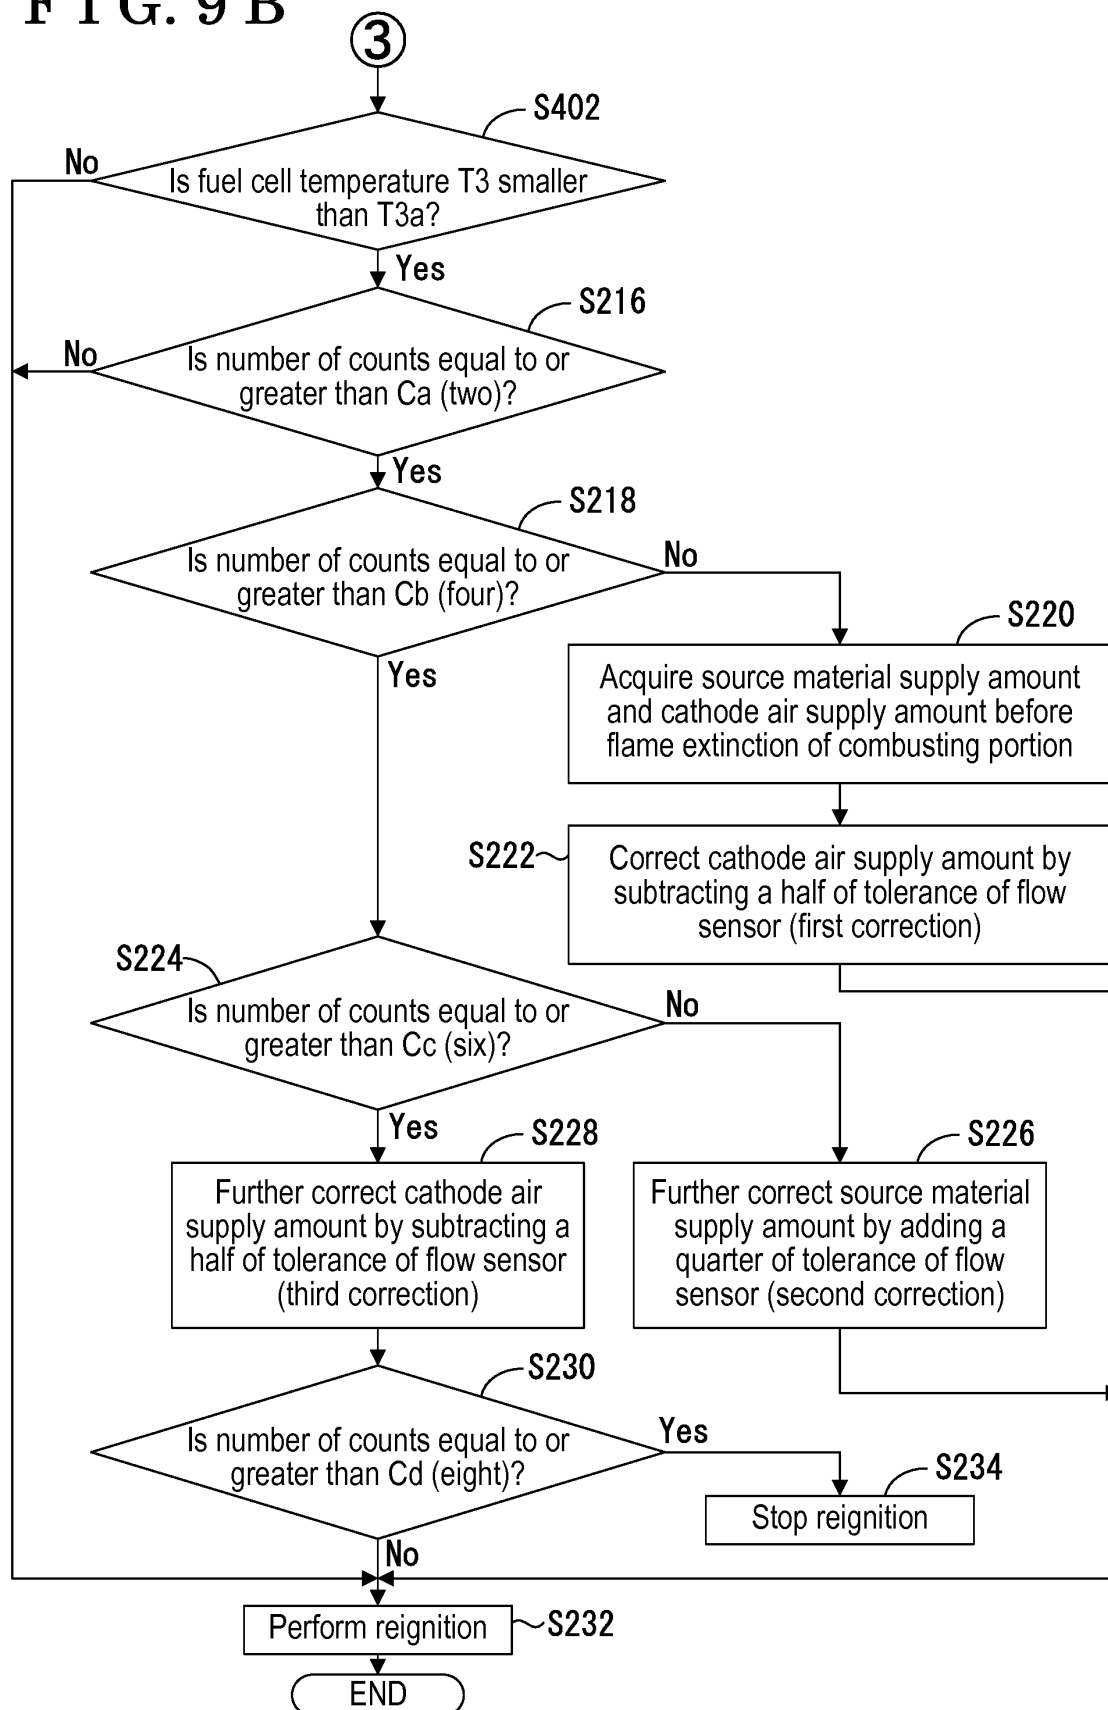 FIG. 9B
3
S402
No
Is fuel cell temperature T3 smaller
than T3a?
Yes
S216
No
Is number of counts equal to or
greater than Ca (two)?
Yes
S218
No
Is number of counts equal to or
greater than Cb (four)?
Yes
S220
Acquire source material supply amount
and cathode air supply amount before
flame extinction of combusting portion
S222
Correct cathode air supply amount by
subtracting a half of tolerance of flow
sensor (first correction)
S224
No
Is number of counts equal to or
greater than Cc (six)?
Yes
S228
Further correct cathode air
supply amount by subtracting a
half of tolerance of flow sensor
(third correction)
S226
Further correct source material
supply amount by adding a
quarter of tolerance of flow
sensor (second correction)
S230
Is number of counts equal to or
greater than Cd (eight)?
Yes
S234
Stop reignition
No
Perform reignition
S232
END